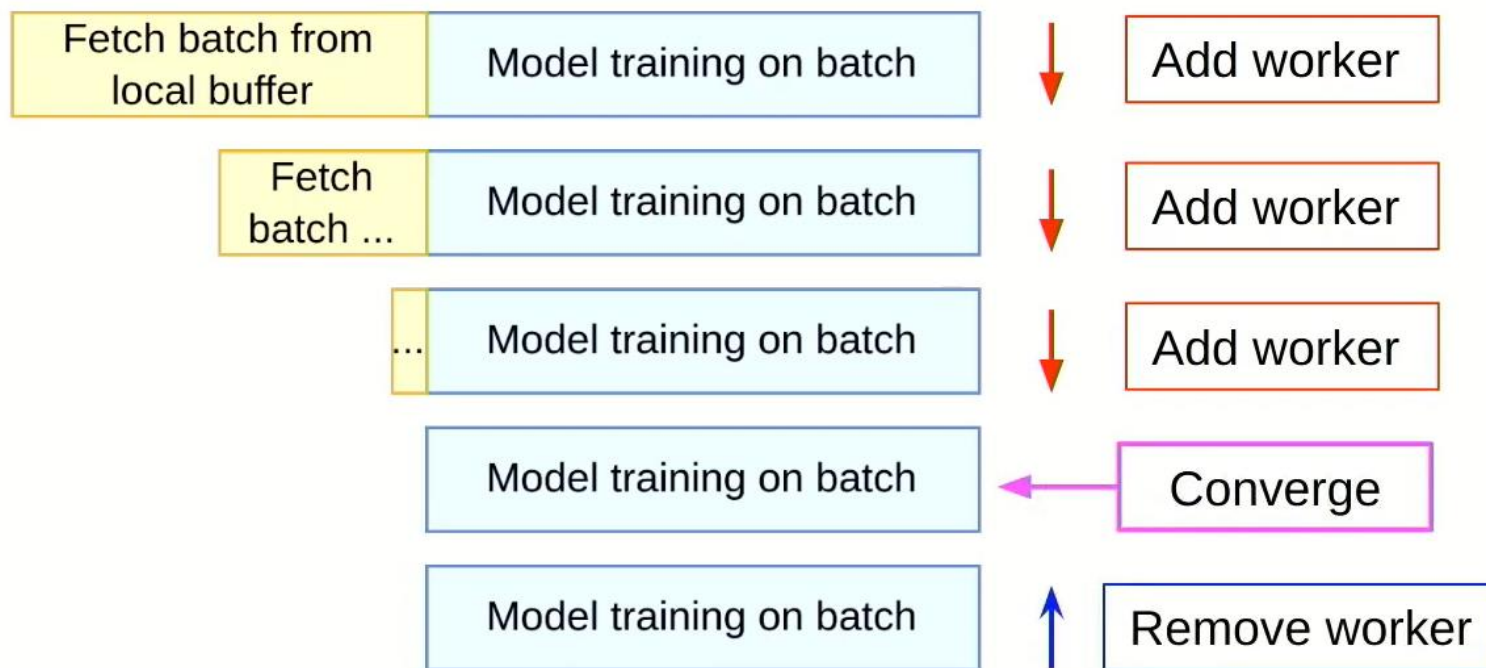 Fetch batch from
local buffer
Model training on batch
Add worker
Fetch
batch ...
Model training on batch
Add worker
...
Model training on batch
Add worker
Model training on batch
Converge
Model training on batch
Remove worker